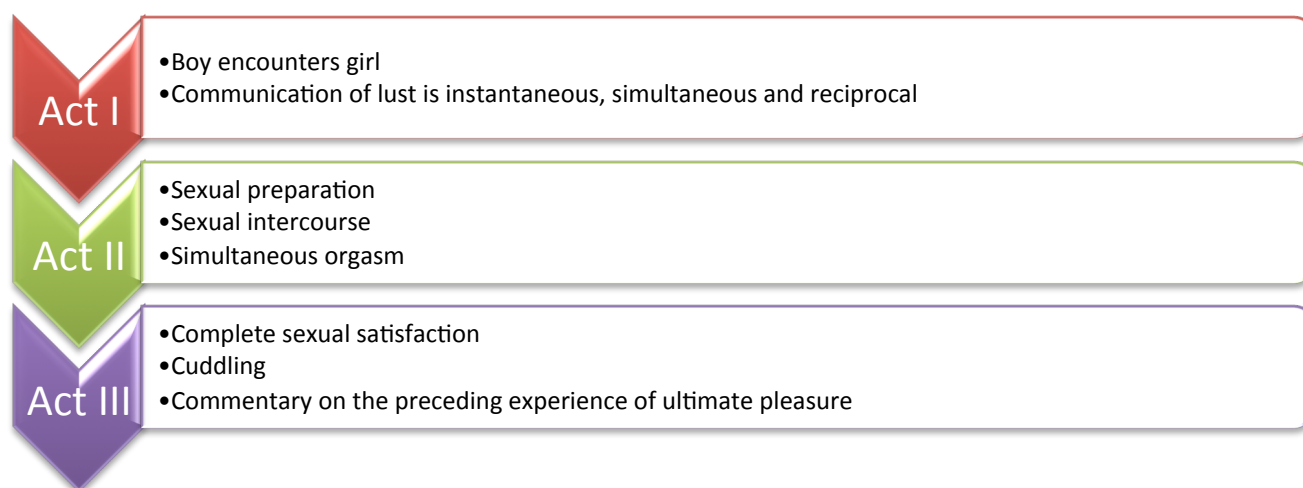 Act I
•Boy encounters girl
•Communication of lust is instantaneous, simultaneous and reciprocal
Act II
•Sexual preparation
•Sexual intercourse
•Simultaneous orgasm
Act III
•Complete sexual satisfaction
•Cuddling
•Commentary on the preceding experience of ultimate pleasure